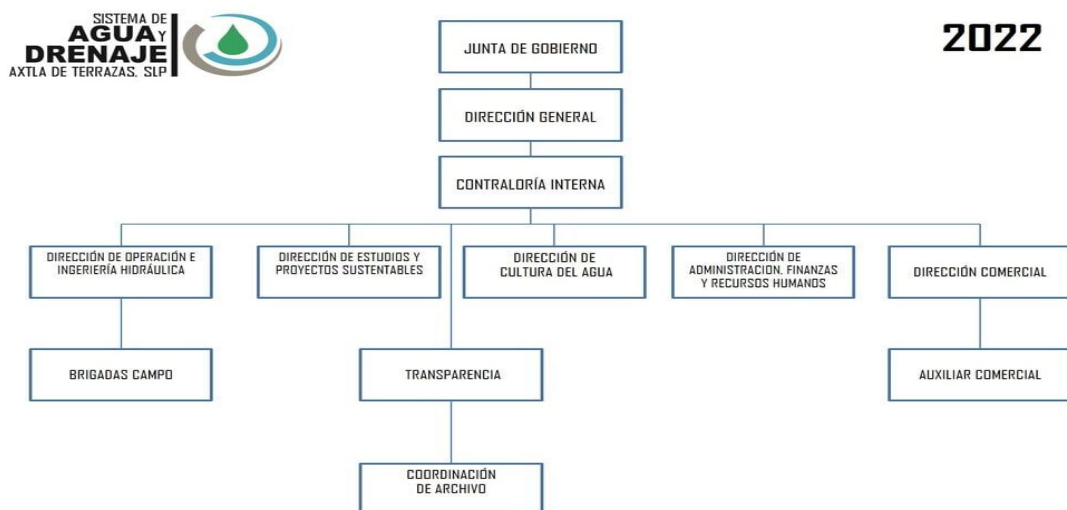 SISTEMA DE
AGUA Y
DRENAJE
AXTLA DE TERRAZAS, SLP
2022
JUNTA DE GOBIERNO
DIRECCIÓN GENERAL
CONTRALORÍA INTERNA
DIRECCIÓN DE OPERACIÓN E
INGERIERÍA HIDRÁULICA
DIRECCIÓN DE ESTUDIOS Y
PROYECTOS SUSTENTABLES
DIRECCIÓN DE
CULTURA DEL AGUA
DIRECCIÓN DE
ADMINISTRACION, FINANZAS
Y RECURSOS HUMANOS
DIRECCIÓN COMERCIAL
BRIGADAS CAMPO
TRANSPARENCIA
AUXILIAR COMERCIAL
COORDINACIÓN
DE ARCHIVO